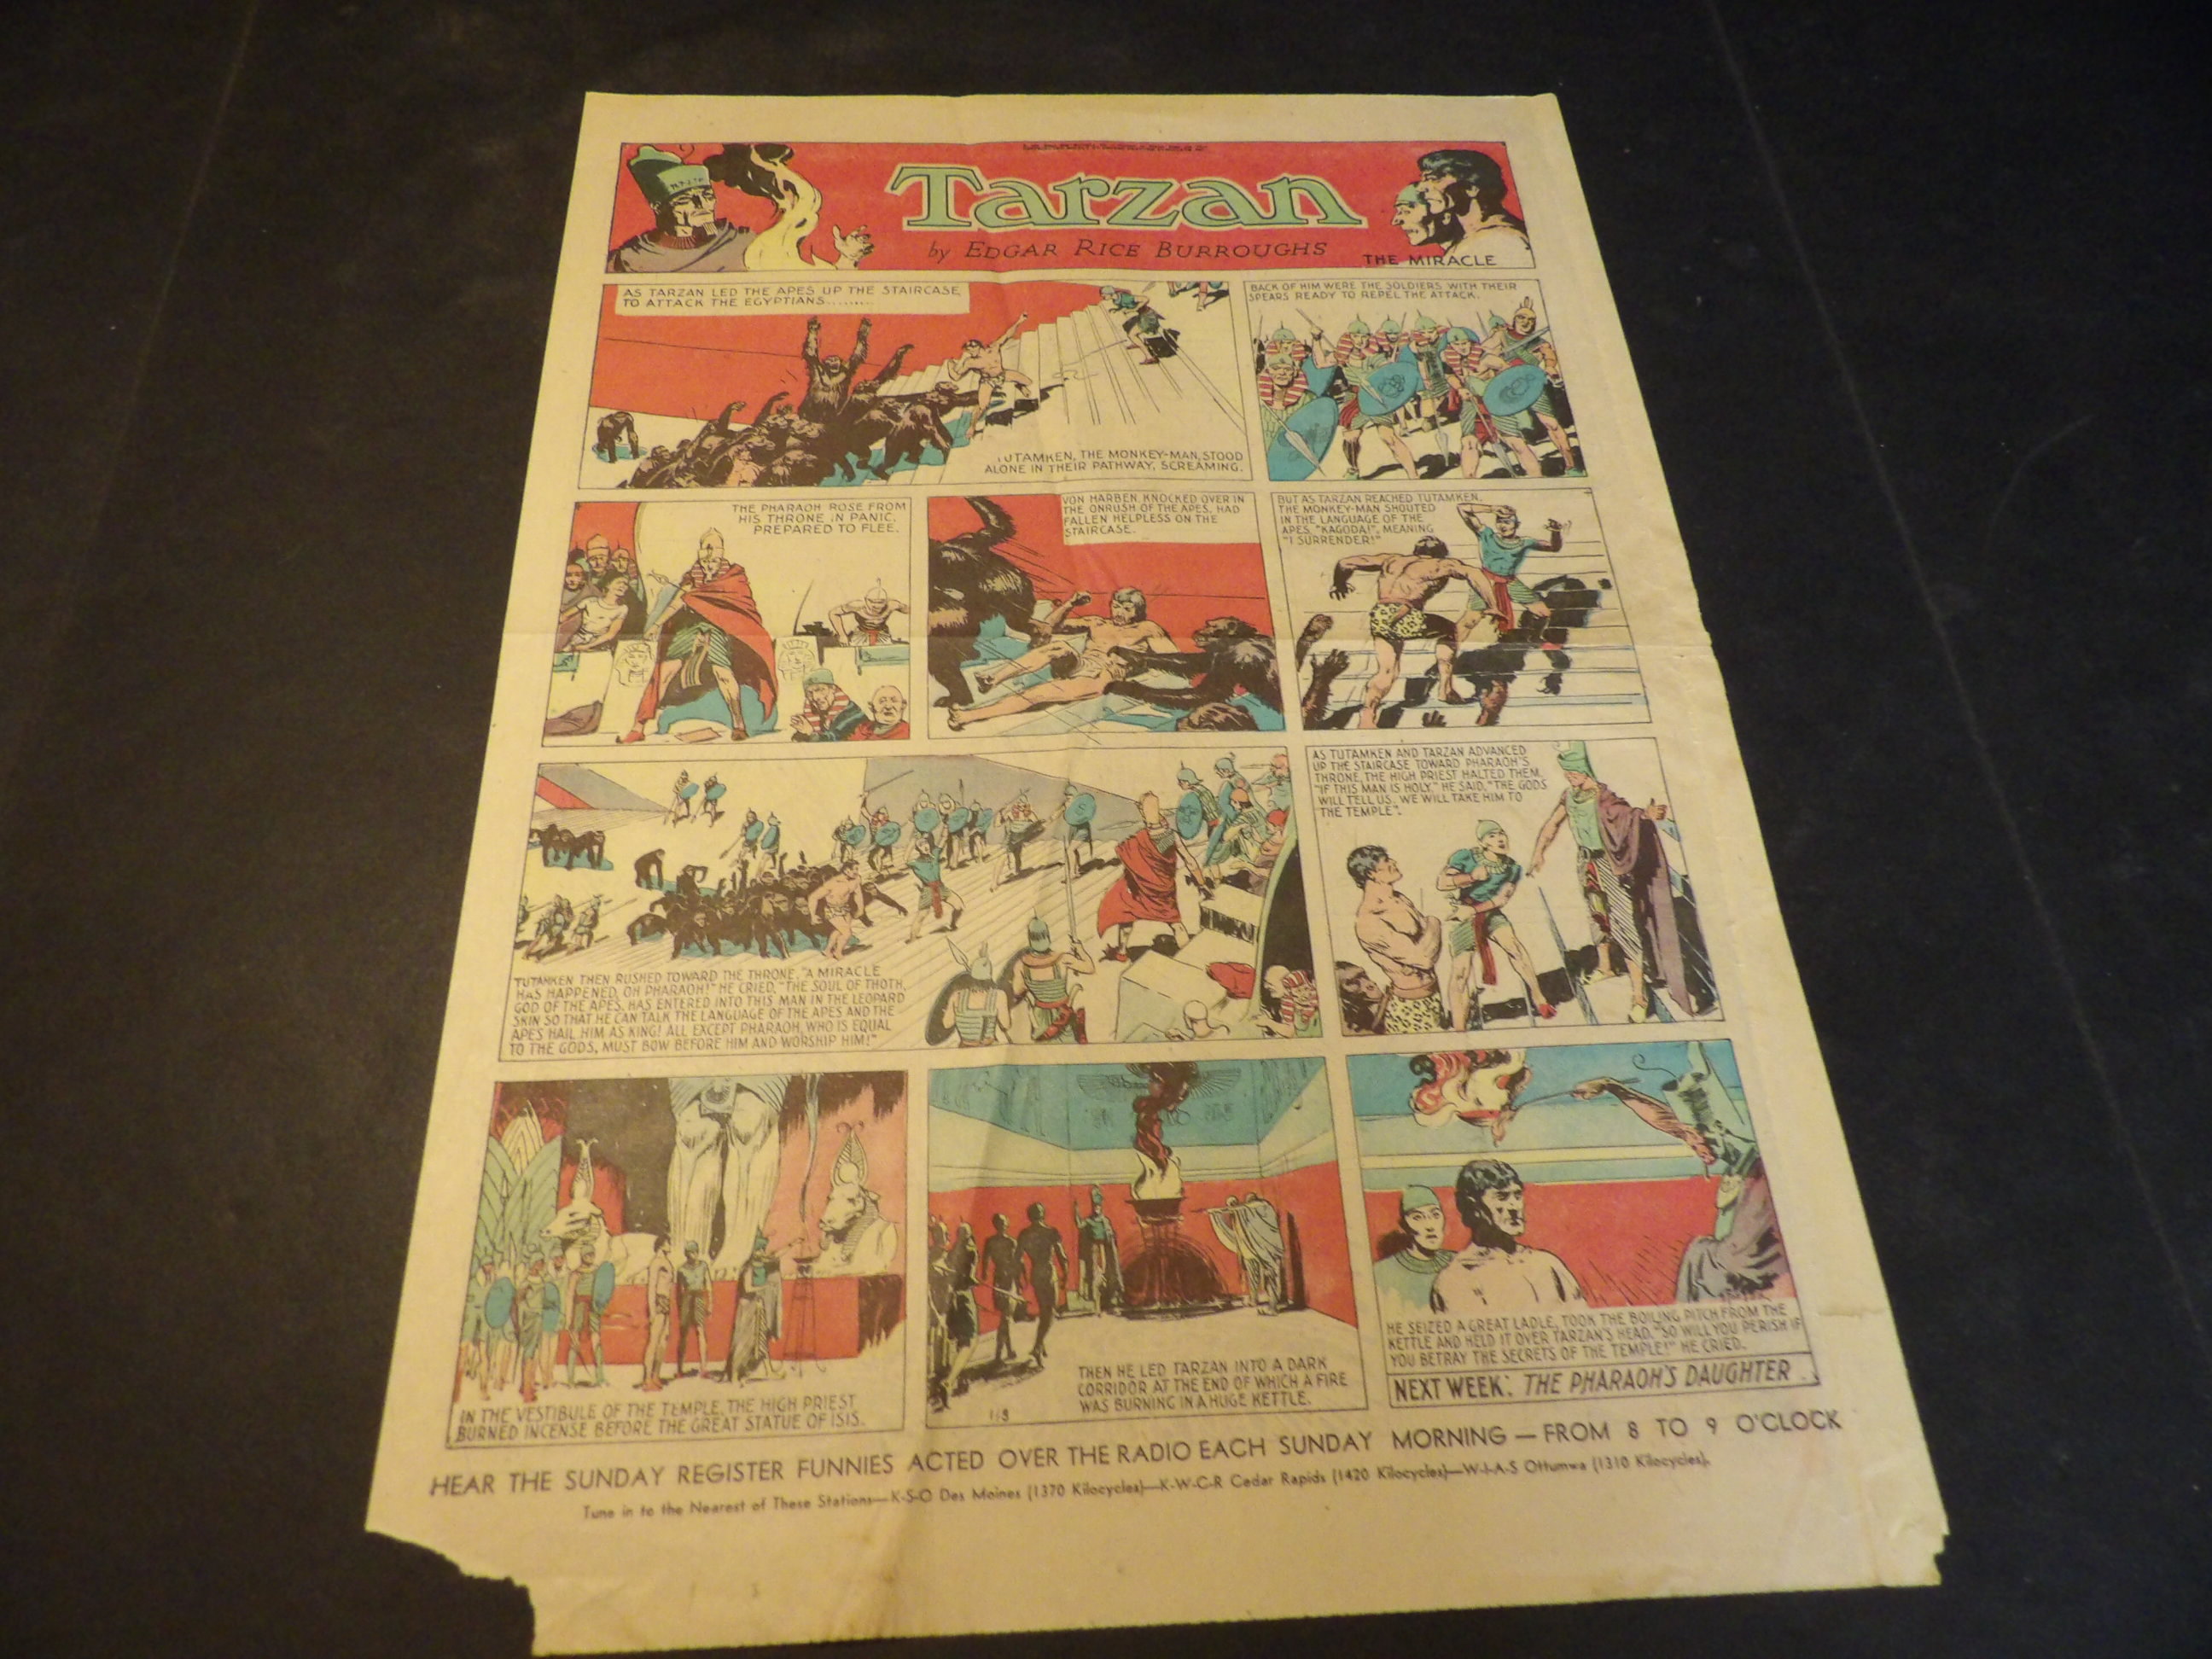 Tarzan
by EDGAR RICE BURROUGHS
THE MIRACLE
AS TARZAN LED THE APES UP THE STAIRCASE,
TO ATTACK THE EGYPTIANS.........
UTAMKEN, THE MONKEY-MAN, STOOD
ALONE IN THEIR PATHWAY, SCREAMING.
BACK OF HIM WERE THE SOLDIERS WITH THEIR
SPEARS READY TO REPEL THE ATTACK.
THE PHARAOH ROSE FROM
HIS THRONE IN PANIC,
PREPARED TO FLEE.
VON HARBEN, KNOCKED OVER IN
THE ONRUSH OF THE APES, HAD
FALLEN HELPLESS ON THE
STAIRCASE.
BUT AS TARZAN REACHED TUTAMKEN,
THE MONKEY-MAN SHOUTED
IN THE LANGUAGE OF THE
APES, "KAGODA!", MEANING
"I SURRENDER!"
TUTAMKEN THEN RUSHED TOWARD THE THRONE, "A MIRACLE
HAS HAPPENED, OH PHARAOH!" HE CRIED, "THE SOUL OF THOTH,
GOD OF THE APES, HAS ENTERED INTO THIS MAN IN THE LEOPARD
SKIN SO THAT HE CAN TALK THE LANGUAGE OF THE APES AND THE
APES HAIL HIM AS KING! ALL EXCEPT PHARAOH, WHO IS EQUAL
TO THE GODS, MUST BOW BEFORE HIM AND WORSHIP HIM!"
AS TUTAMKEN AND TARZAN ADVANCED
UP THE STAIRCASE TOWARD PHARAOH'S
THRONE, THE HIGH PRIEST HALTED THEM.
"IF THIS MAN IS HOLY," HE SAID, "THE GODS
WILL TELL US. WE WILL TAKE HIM TO
THE TEMPLE".
IN THE VESTIBULE OF THE TEMPLE, THE HIGH PRIEST
BURNED INCENSE BEFORE THE GREAT STATUE OF ISIS.
THEN HE LED TARZAN INTO A DARK
CORRIDOR AT THE END OF WHICH A FIRE
WAS BURNING IN A HUGE KETTLE.
HE SEIZED A GREAT LADLE, TOOK THE BOILING PITCH FROM THE
KETTLE AND HELD IT OVER TARZAN'S HEAD. "SO WILL YOU PERISH IF
YOU BETRAY THE SECRETS OF THE TEMPLE!" HE CRIED.
NEXT WEEK: THE PHARAOH'S DAUGHTER
HEAR THE SUNDAY REGISTER FUNNIES ACTED OVER THE RADIO EACH SUNDAY MORNING — FROM 8 TO 9 O'CLOCK
Tune in to the Nearest of These Stations—K-S-O Des Moines (1370 Kilocycles)—K-W-C-R Cedar Rapids (1420 Kilocycles)—W-I-A-S Ottumwa (1310 Kilocycles).